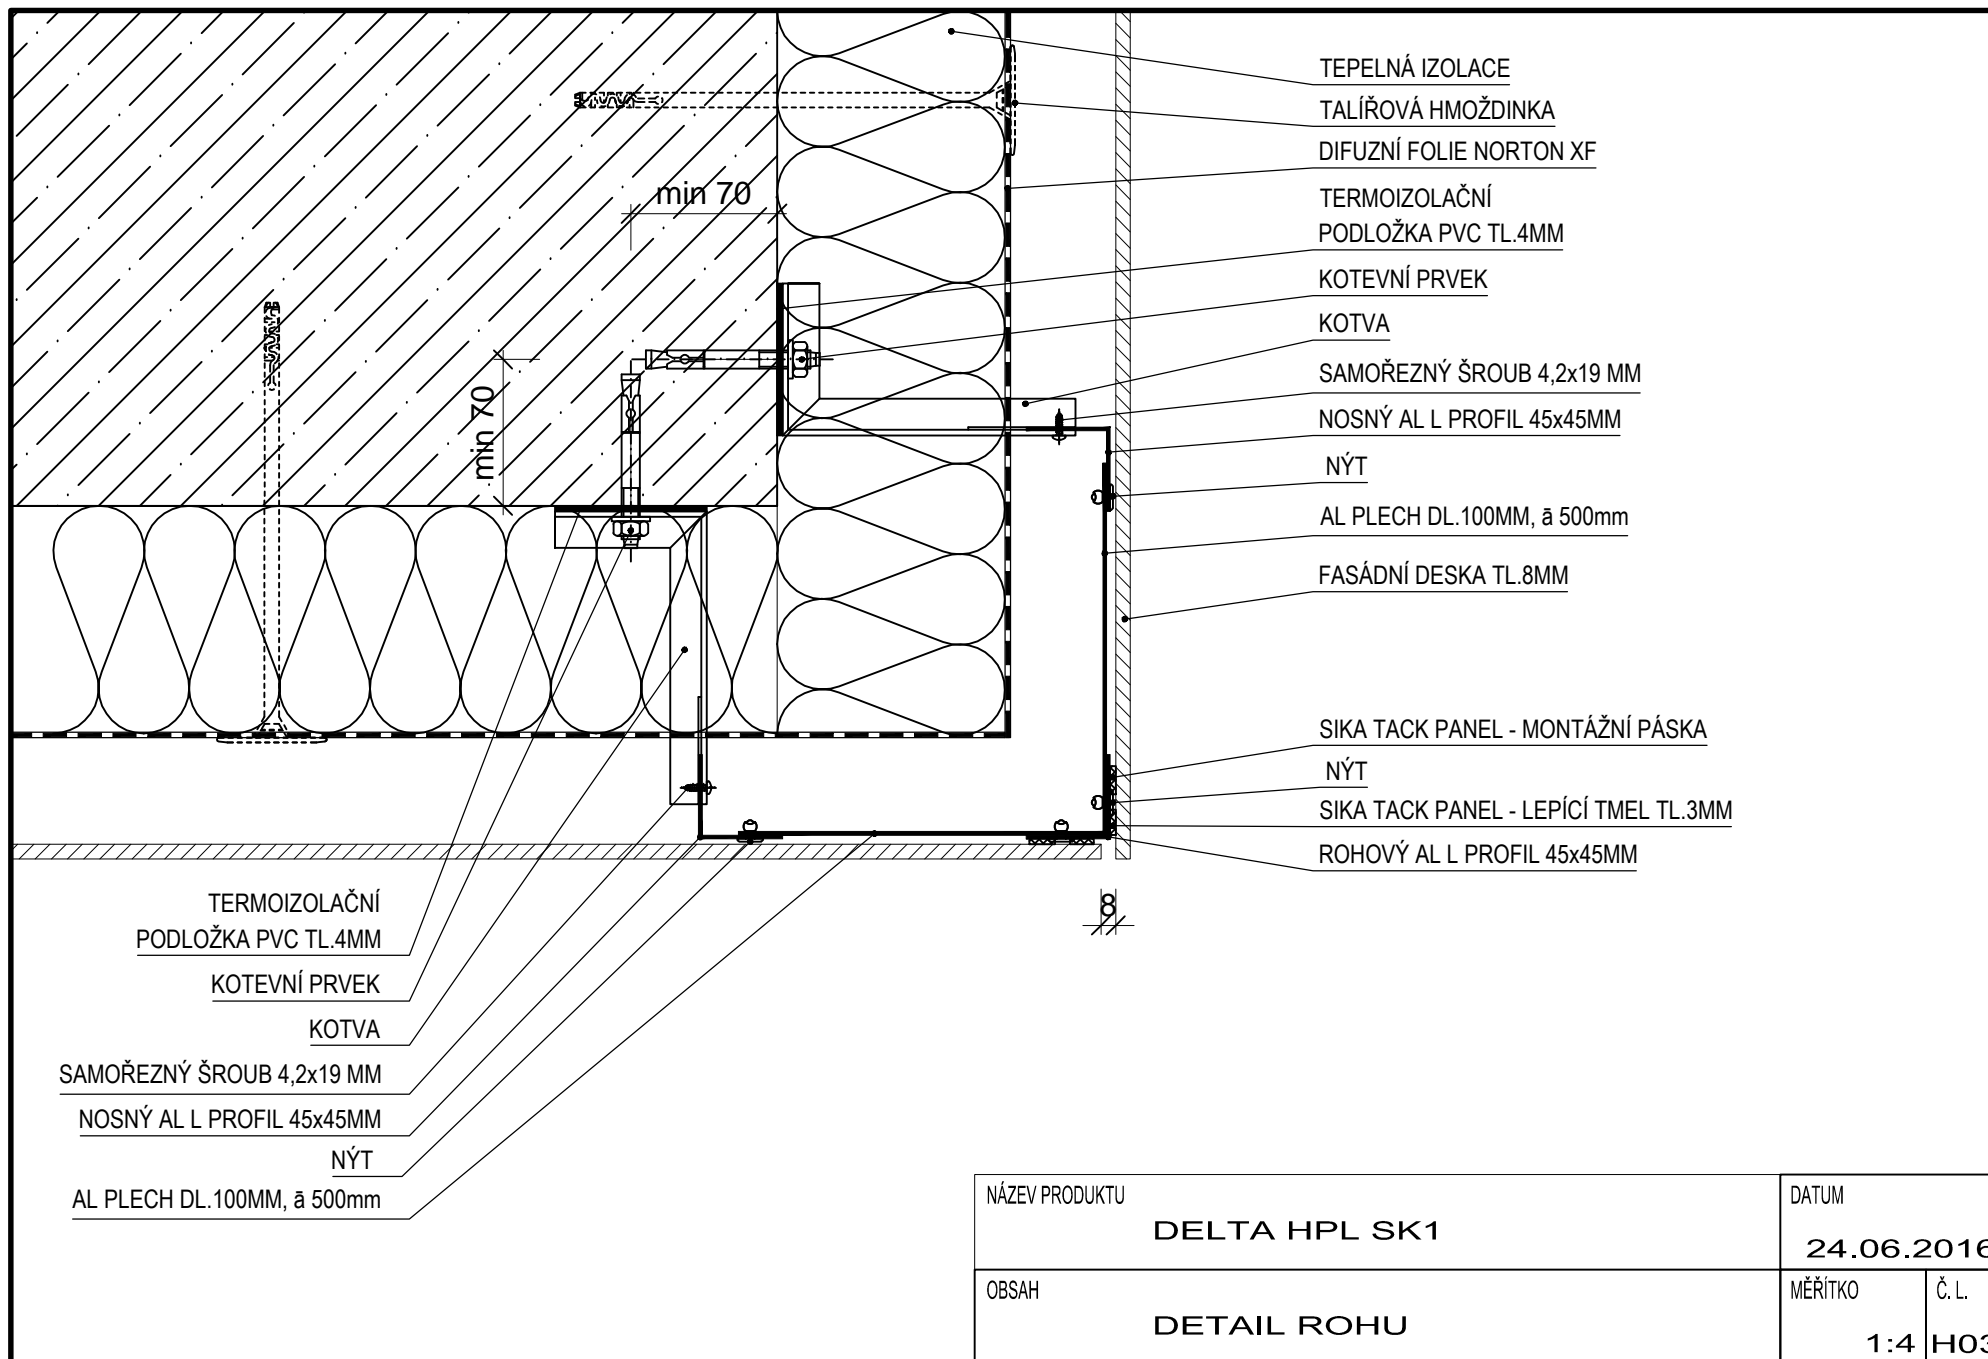 TEPELNÁ IZOLACE
TALÍŘOVÁ HMOŽDINKA
DIFUZNÍ FOLIE NORTON XF
TERMOIZOLAČNÍ
PODLOŽKA PVC TL.4MM
KOTEVNÍ PRVEK
KOTVA
SAMOŘEZNÝ ŠROUB 4,2x19 MM
NOSNÝ AL L PROFIL 45x45MM
NÝT
AL PLECH DL.100MM, ā 500mm
FASÁDNÍ DESKA TL.8MM
SIKA TACK PANEL - MONTÁŽNÍ PÁSKA
NÝT
SIKA TACK PANEL - LEPÍCÍ TMEL TL.3MM
ROHOVÝ AL L PROFIL 45x45MM
min 70
min 70
8
TERMOIZOLAČNÍ
PODLOŽKA PVC TL.4MM
KOTEVNÍ PRVEK
KOTVA
SAMOŘEZNÝ ŠROUB 4,2x19 MM
NOSNÝ AL L PROFIL 45x45MM
NÝT
AL PLECH DL.100MM, ā 500mm
NÁZEV PRODUKTU
DELTA HPL SK1
DATUM
24.06.2016
OBSAH
DETAIL ROHU
MĚŘÍTKO
1:4
Č. L.
H03